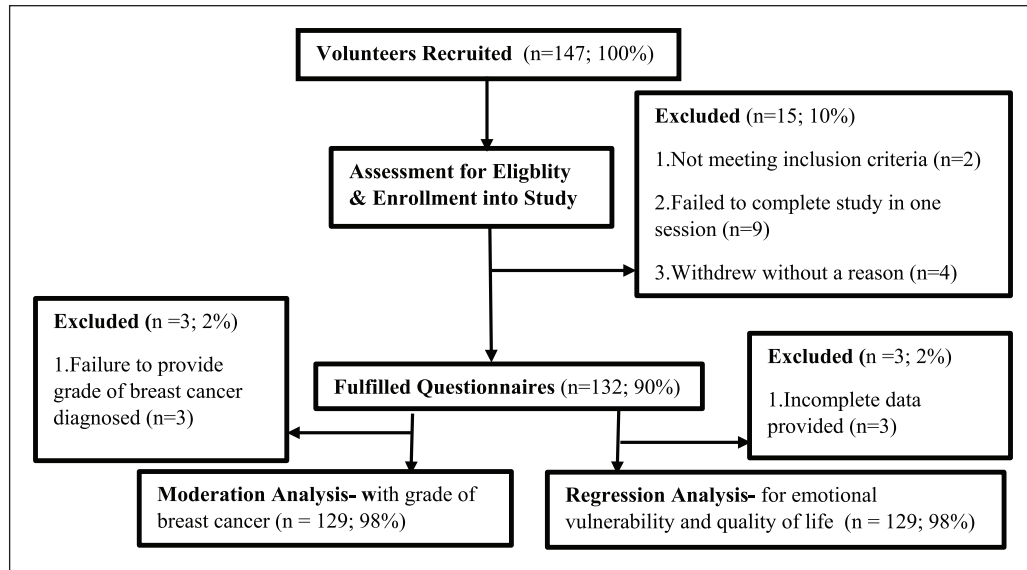 Volunteers Recruited (n=147; 100%)
Excluded (n=15; 10%)
1.Not meeting inclusion criteria (n=2)
2.Failed to complete study in one
session (n=9)
3.Withdrew without a reason (n=4)
Assessment for Eligblity
& Enrollment into Study
Excluded (n =3; 2%)
1.Failure to provide
grade of breast cancer
diagnosed (n=3)
Excluded (n =3; 2%)
1.Incomplete data
provided (n=3)
Fulfilled Questionnaires (n=132; 90%)
Moderation Analysis- with grade of
breast cancer (n = 129; 98%)
Regression Analysis- for emotional
vulnerability and quality of life (n = 129; 98%)